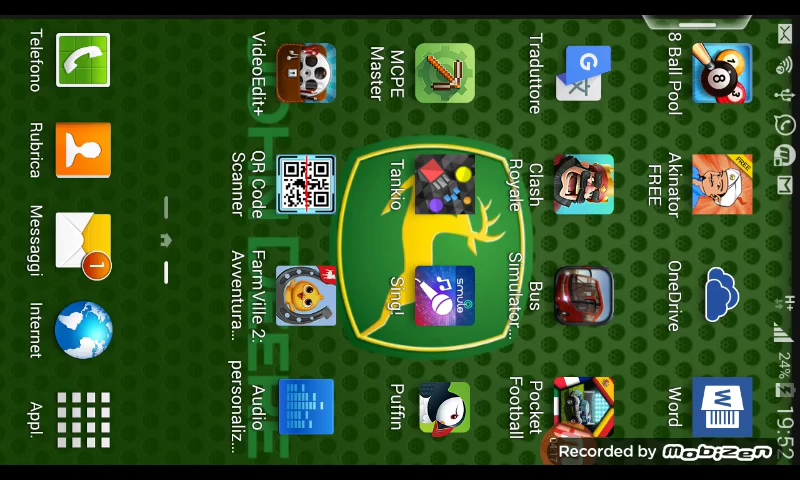 H+
24%
19:52
8 Ball Pool
Akinator
FREE
FREE
OneDrive
Word
W
Traduttore
G
Clash
Royale
Bus
Simulator...
Pocket
Football
MCPE
Master
Tankio
Sing!
smule
Puffin
VideoEdit+
QR Code
Scanner
FarmVille 2:
Avventura...
Audio
personaliz...
Telefono
Rubrica
Messaggi
1
Internet
Appl.
Recorded by mobizen